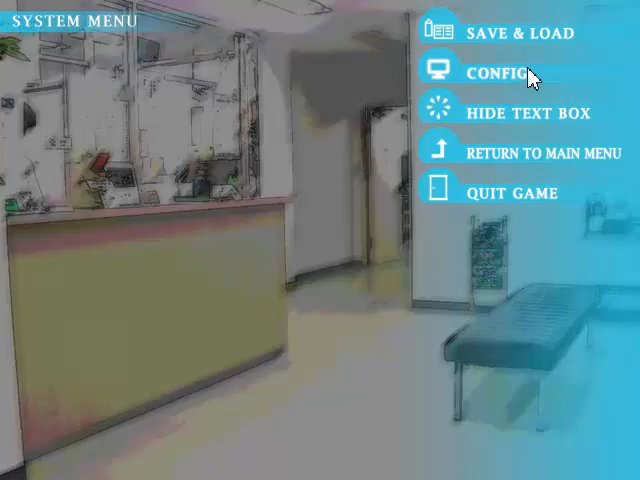 SYSTEM MENU
SAVE & LOAD
CONFIG
HIDE TEXT BOX
RETURN TO MAIN MENU
QUIT GAME